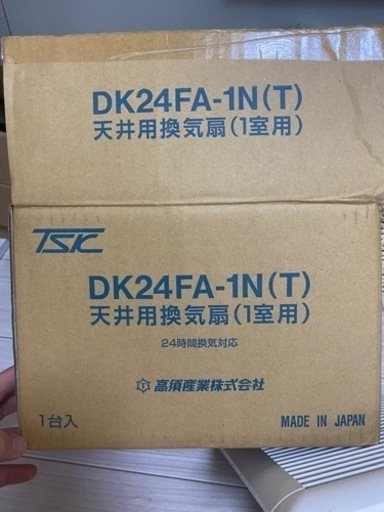 DK24FA-1N(T)
天井用換気扇(1室用)
TSK
DK24FA-1N(T)
天井用換気扇(1室用)
24時間換気対応
高須産業株式会社
1台入
MADE IN JAPAN